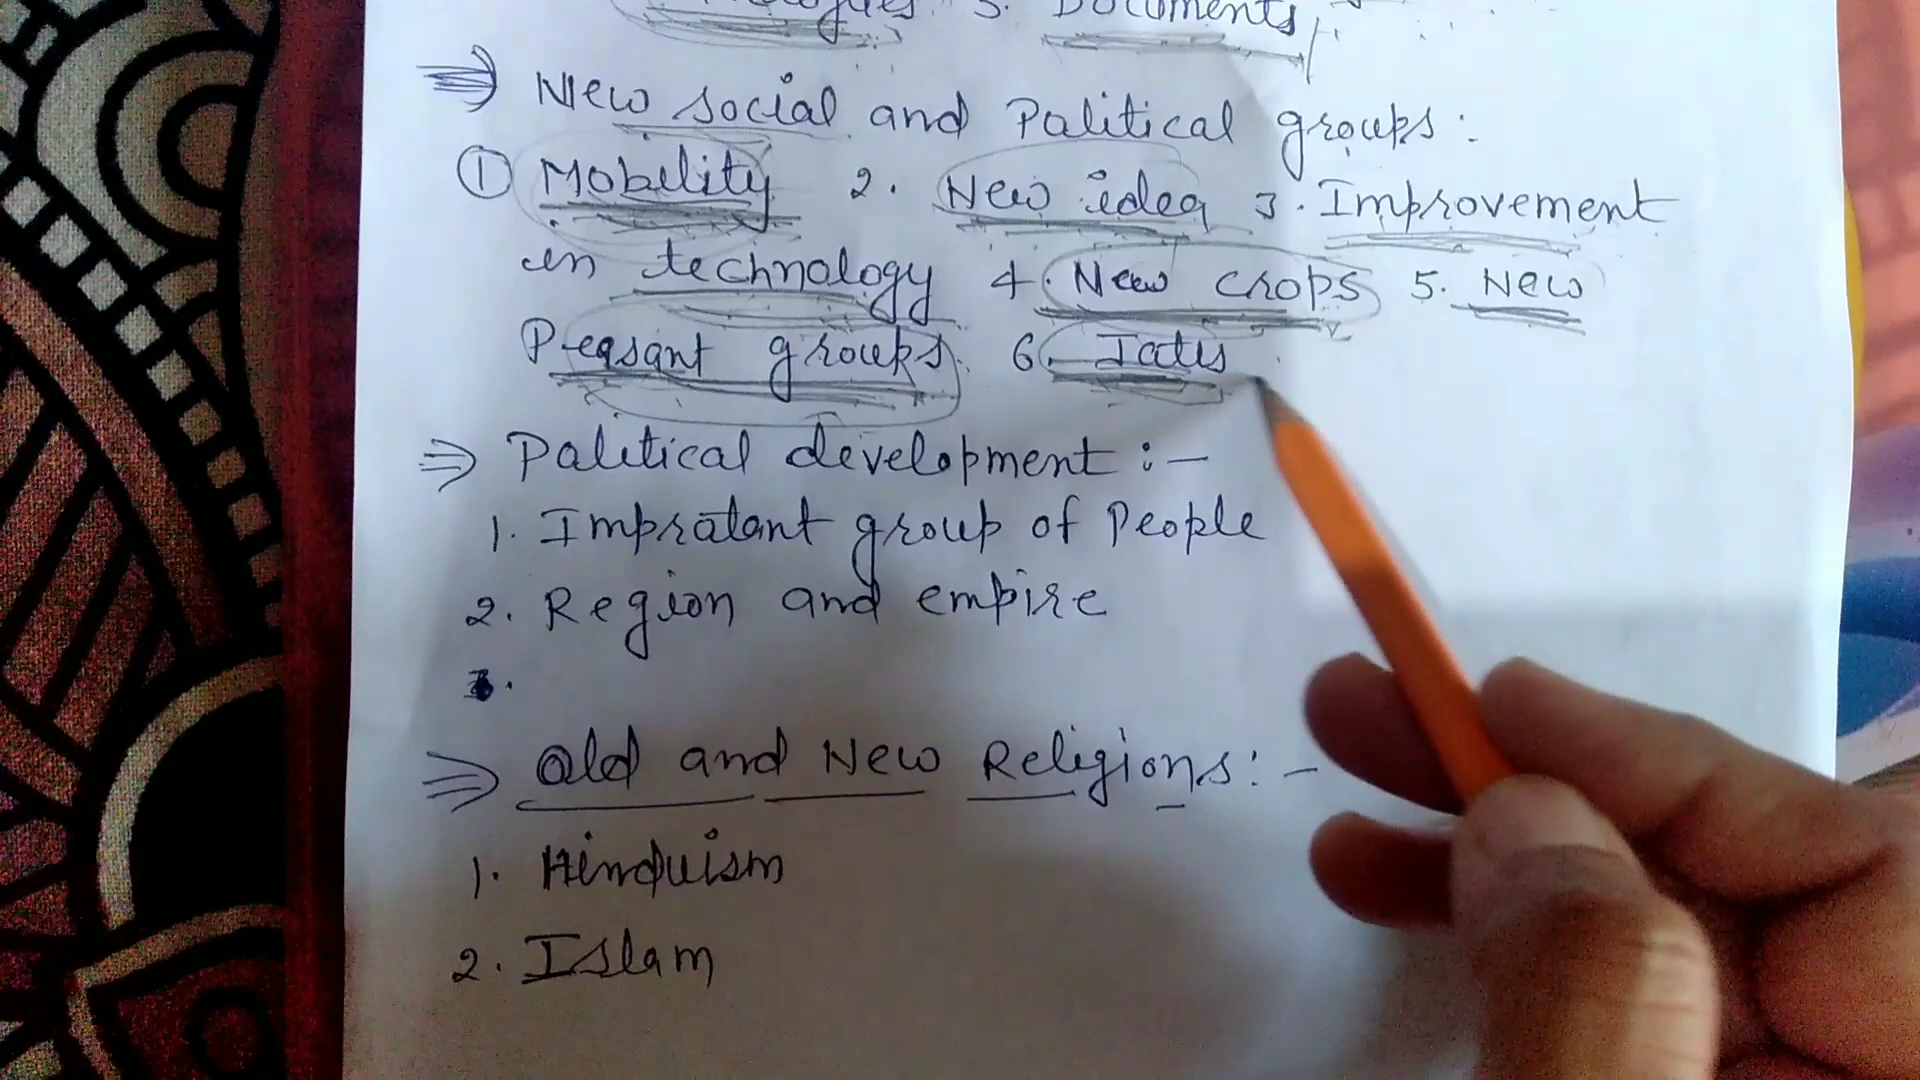 3. Documents
⇒ New social and Palitical groups:
① Mobility 2. New idea 3. Improvement
in technology 4. New crops 5. New
Peasant groups. 6. Jatis
⇒ Palitical development :-
1. Impratant group of People
2. Region and empire
3.
⇒ Old and New Religions: -
1. Hinduism
2. Islam